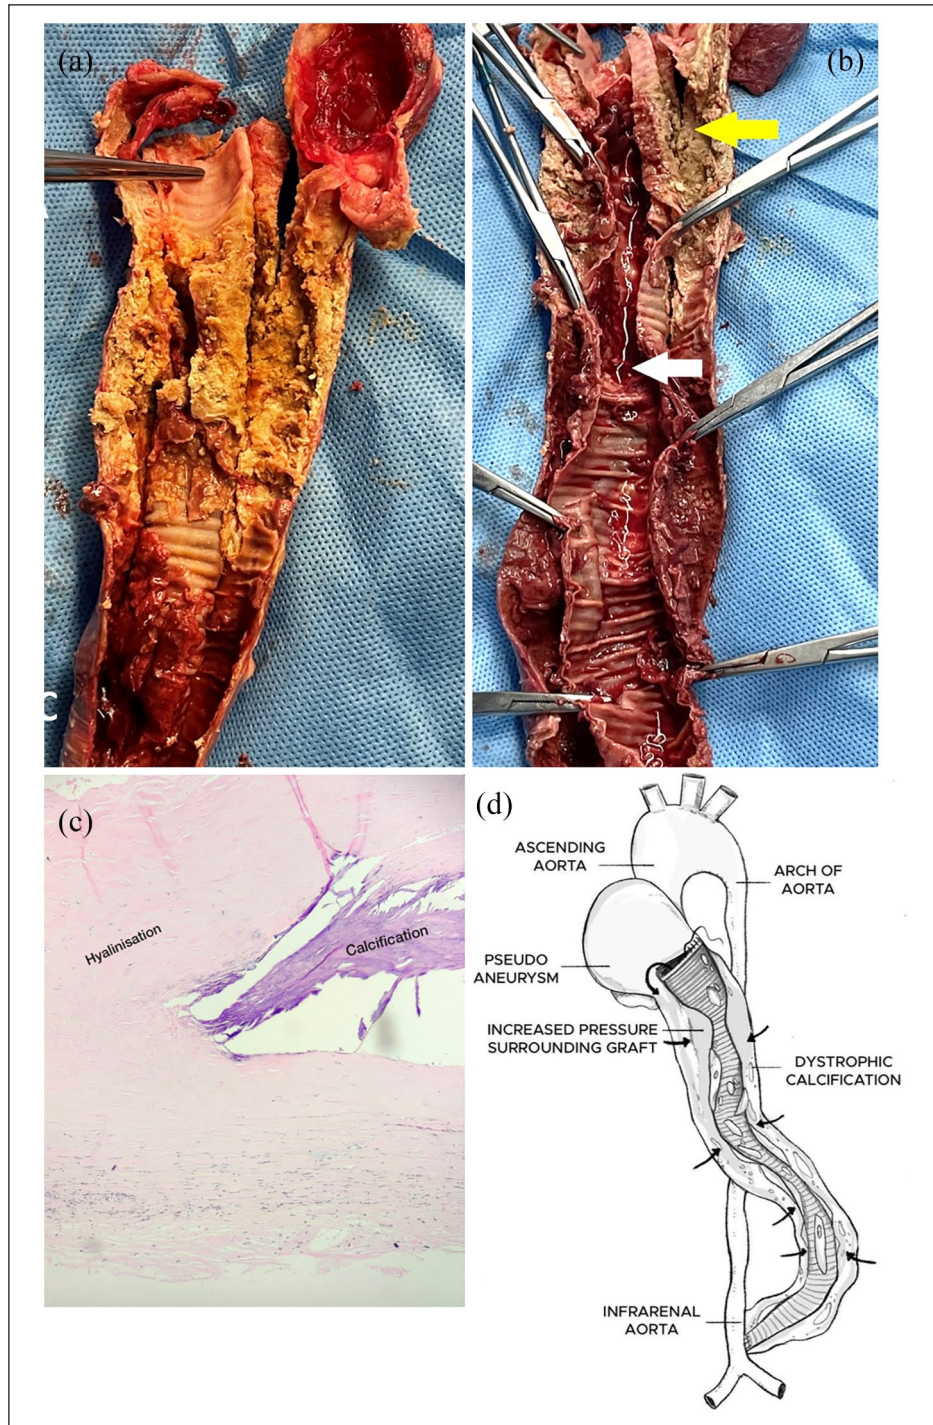 (a)
(b)
C
(c)
Hyalinisation
Calcification
(d)
ASCENDING
AORTA
ARCH OF
AORTA
PSEUDO
ANEURYSM
INCREASED PRESSURE
SURROUNDING GRAFT
DYSTROPHIC
CALCIFICATION
INFRARENAL
AORTA